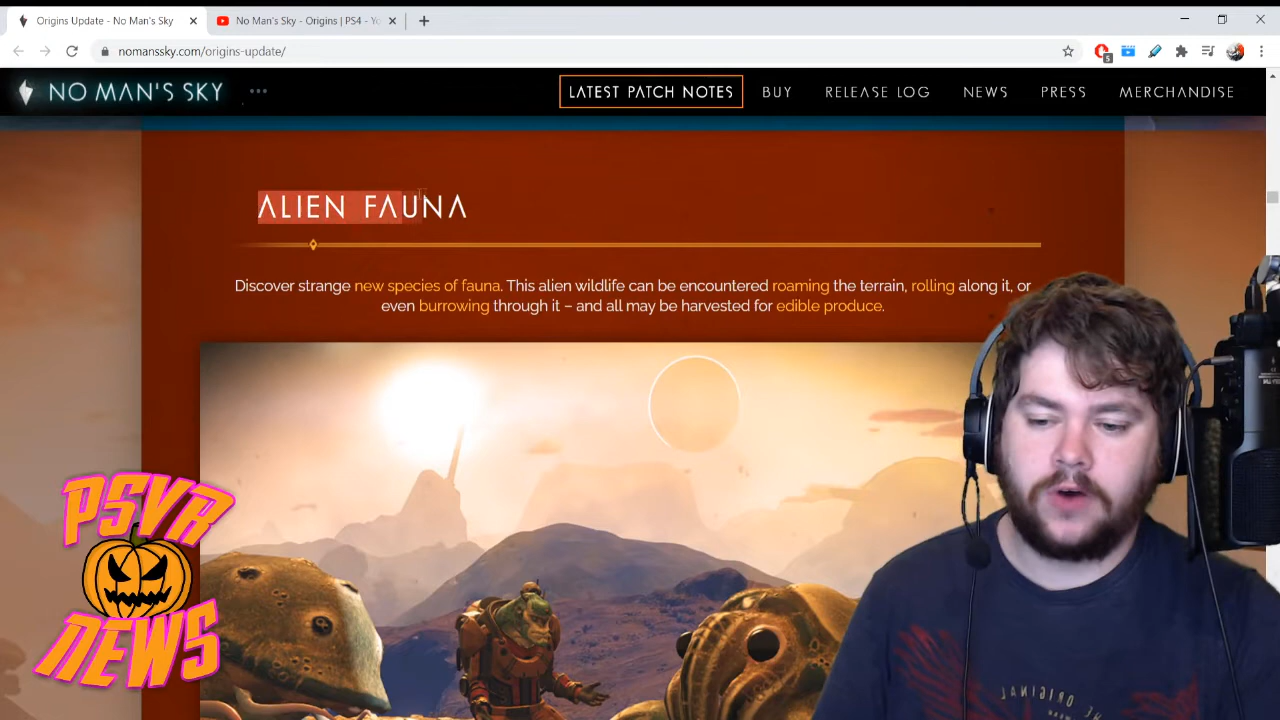 Origins Update - No Man's Sky
No Man's Sky - Origins | PS4 - Yo
nomanssky.com/origins-update/
5
NO MAN'S SKY
LATEST PATCH NOTES
BUY
RELEASE LOG
NEWS
PRESS
MERCHANDISE
ALIEN FAUNA
Discover strange new species of fauna. This alien wildlife can be encountered roaming the terrain, rolling along it, or
even burrowing through it – and all may be harvested for edible produce.
PSVR
NEWS
ORIGINAL